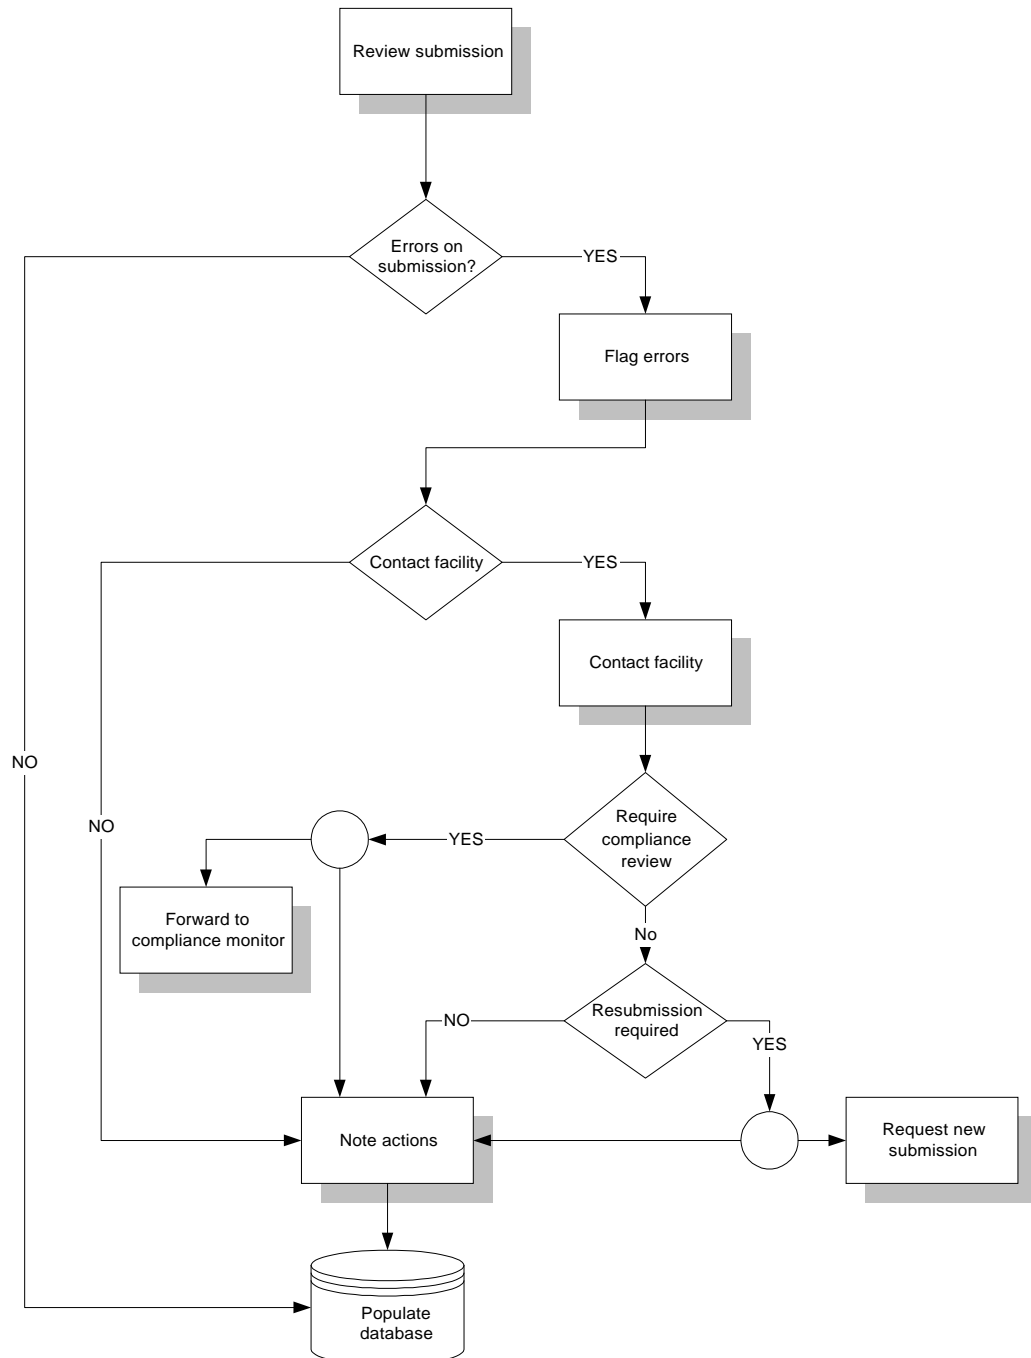 Review submission
Errors on
submission?
YES
Flag errors
Contact facility
YES
Contact facility
NO
NO
Require
compliance
review
YES
Forward to
compliance monitor
No
Resubmission
required
NO
YES
Note actions
Request new
submission
Populate
database